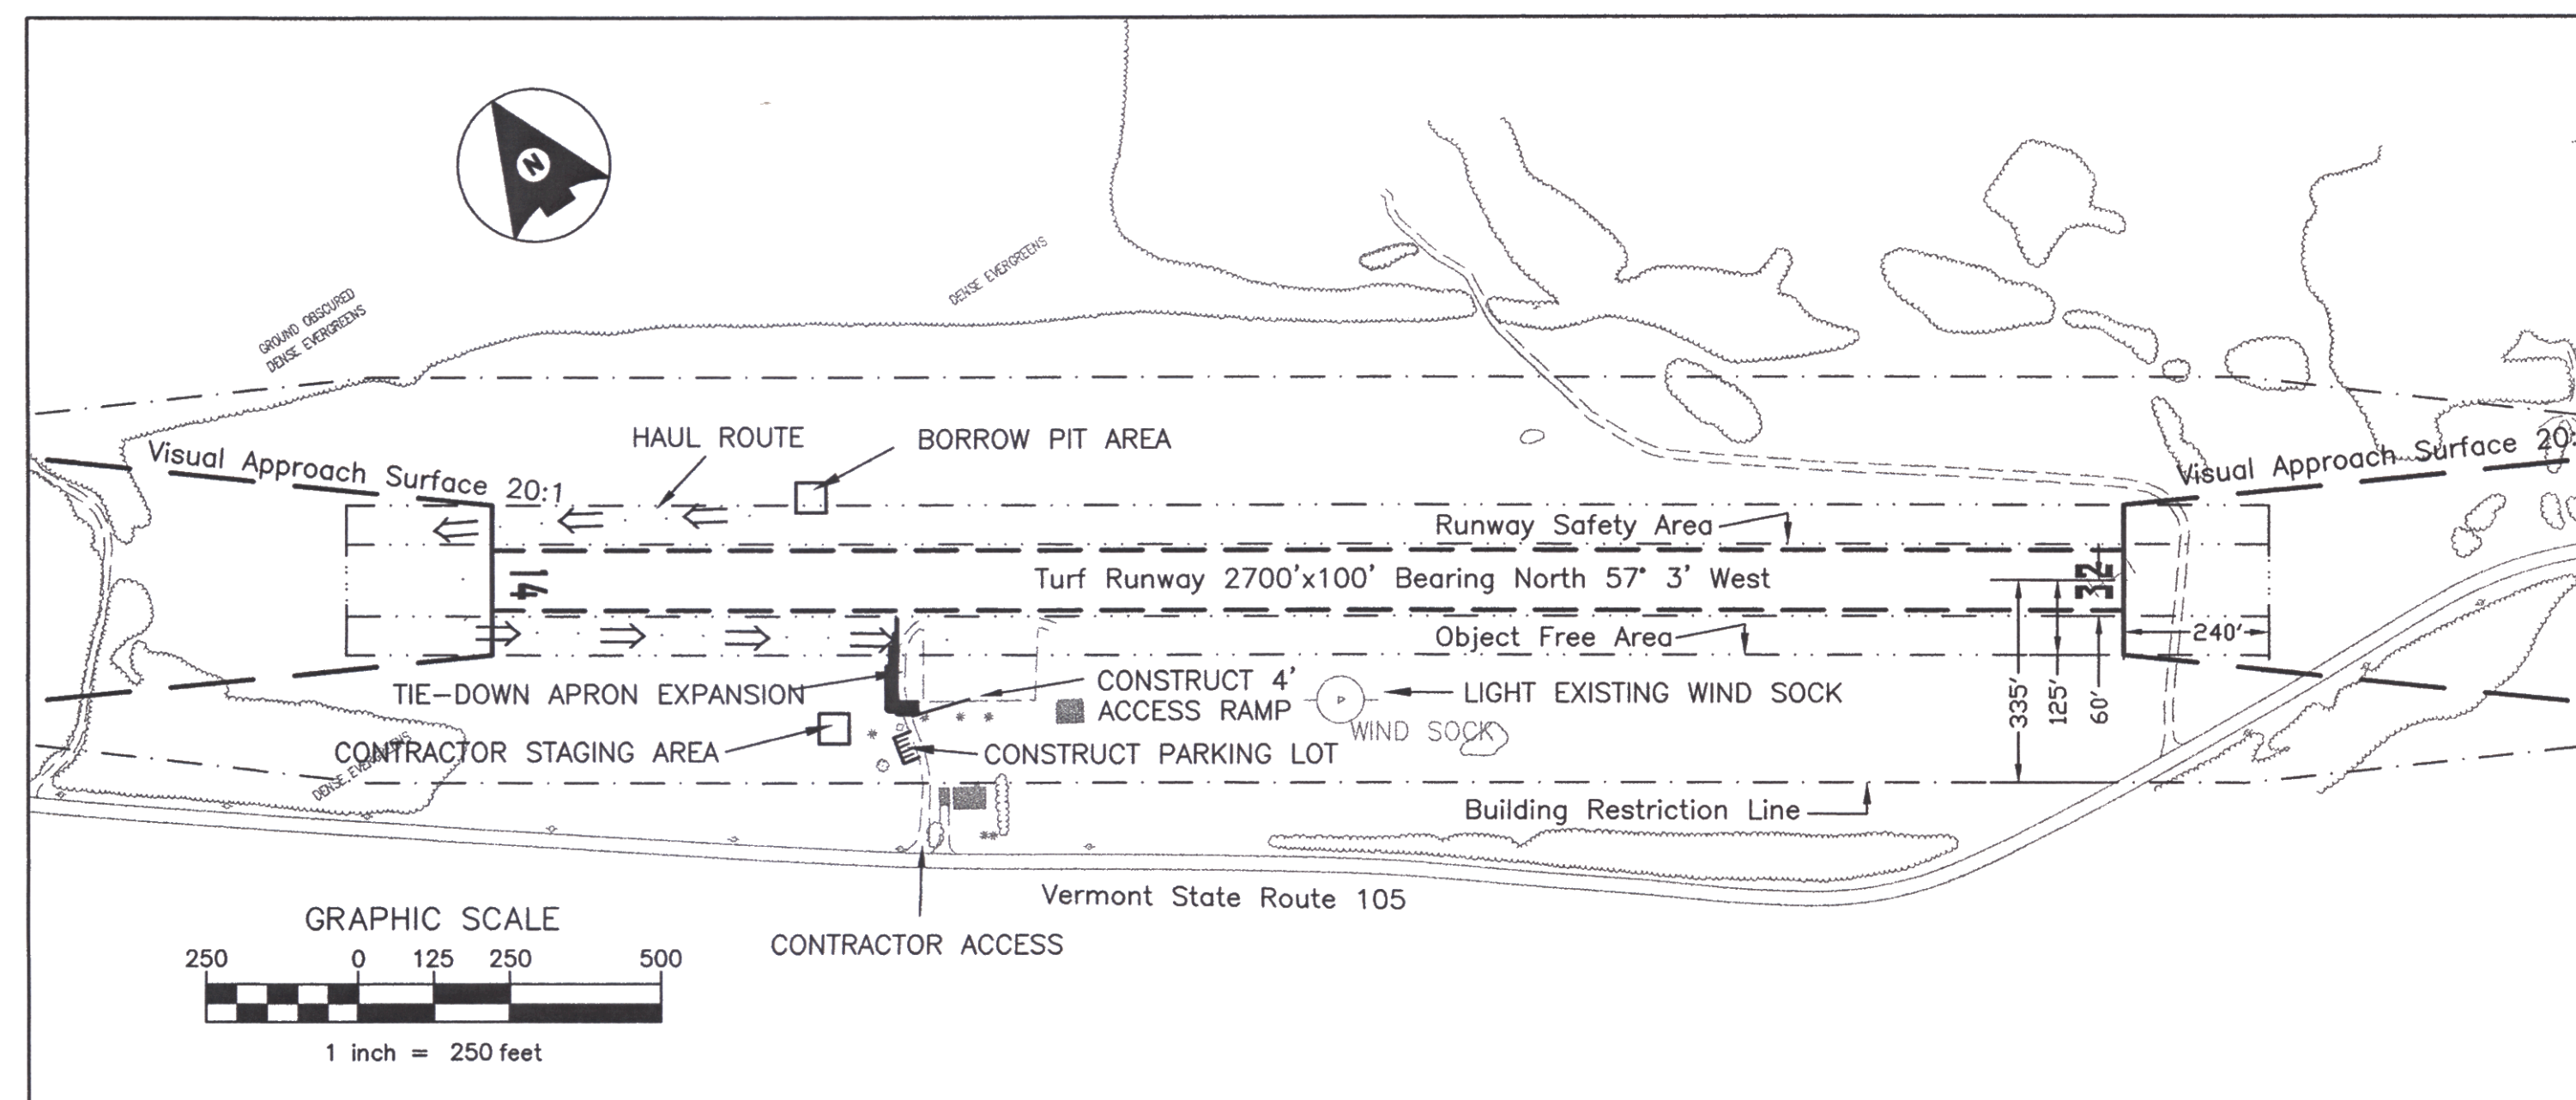 N
DENSE EVERGREENS
GROUND OBSCURED
DENSE EVERGREENS
HAUL ROUTE
BORROW PIT AREA
Visual Approach Surface 20:1
Visual Approach Surface 20:
Runway Safety Area
14
Turf Runway 2700'x100' Bearing North 57° 3' West
32
Object Free Area
240'
335'
125'
60'
TIE-DOWN APRON EXPANSION
CONSTRUCT 4'
ACCESS RAMP
LIGHT EXISTING WIND SOCK
WIND SOCK
CONTRACTOR STAGING AREA
DENSE EVERGREENS
CONSTRUCT PARKING LOT
Building Restriction Line
Vermont State Route 105
CONTRACTOR ACCESS
GRAPHIC SCALE
250 0 125 250 500
1 inch = 250 feet